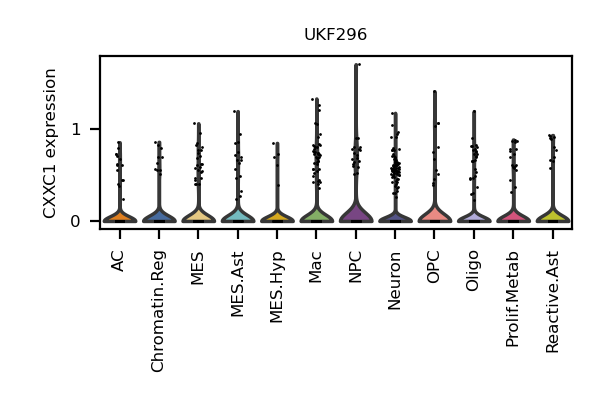 UKF296
CXXC1 expression
1
0
AC
Chromatin.Reg
MES
MES.Ast
MES.Hyp
Mac
NPC
Neuron
OPC
Oligo
Prolif.Metab
Reactive.Ast